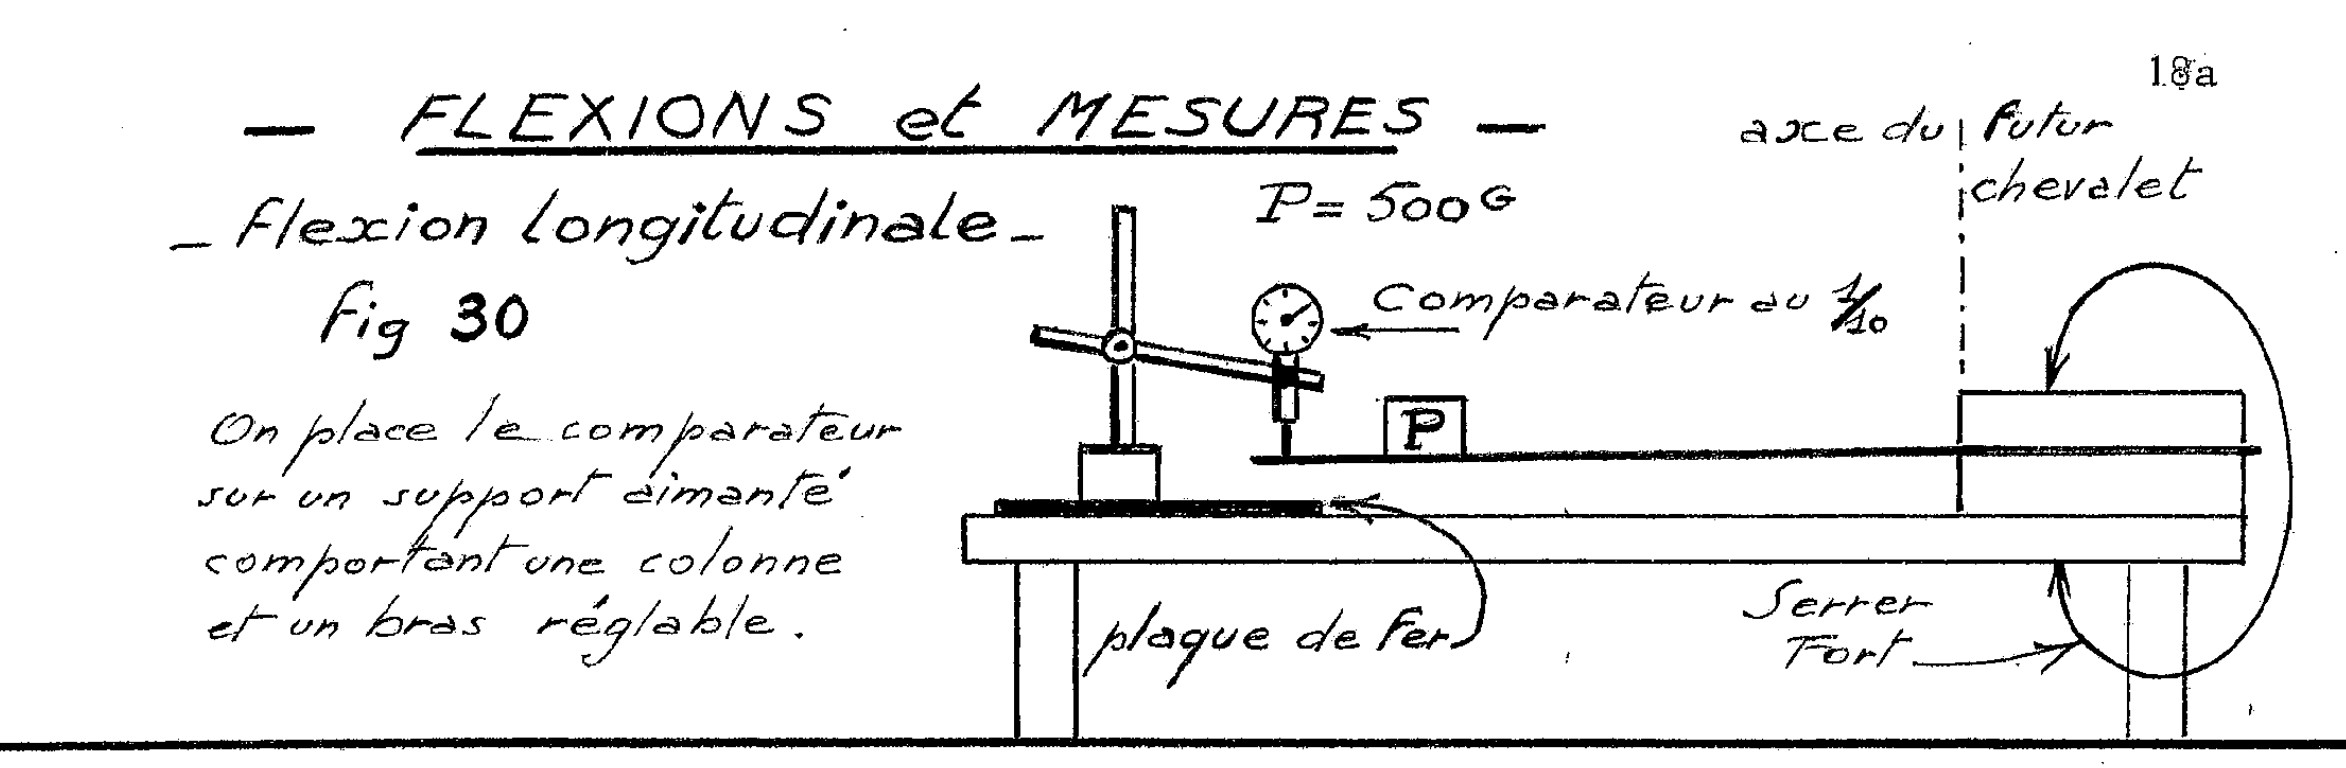 18a
— FLEXIONS et MESURES —
axe du futur
chevalet
– flexion longitudinale –
P = 500 G
fig 30
Comparateur au 1/10
P
On place le comparateur
sur un support aimanté
comportant une colonne
et un bras réglable.
plaque de fer
Serrer
Fort